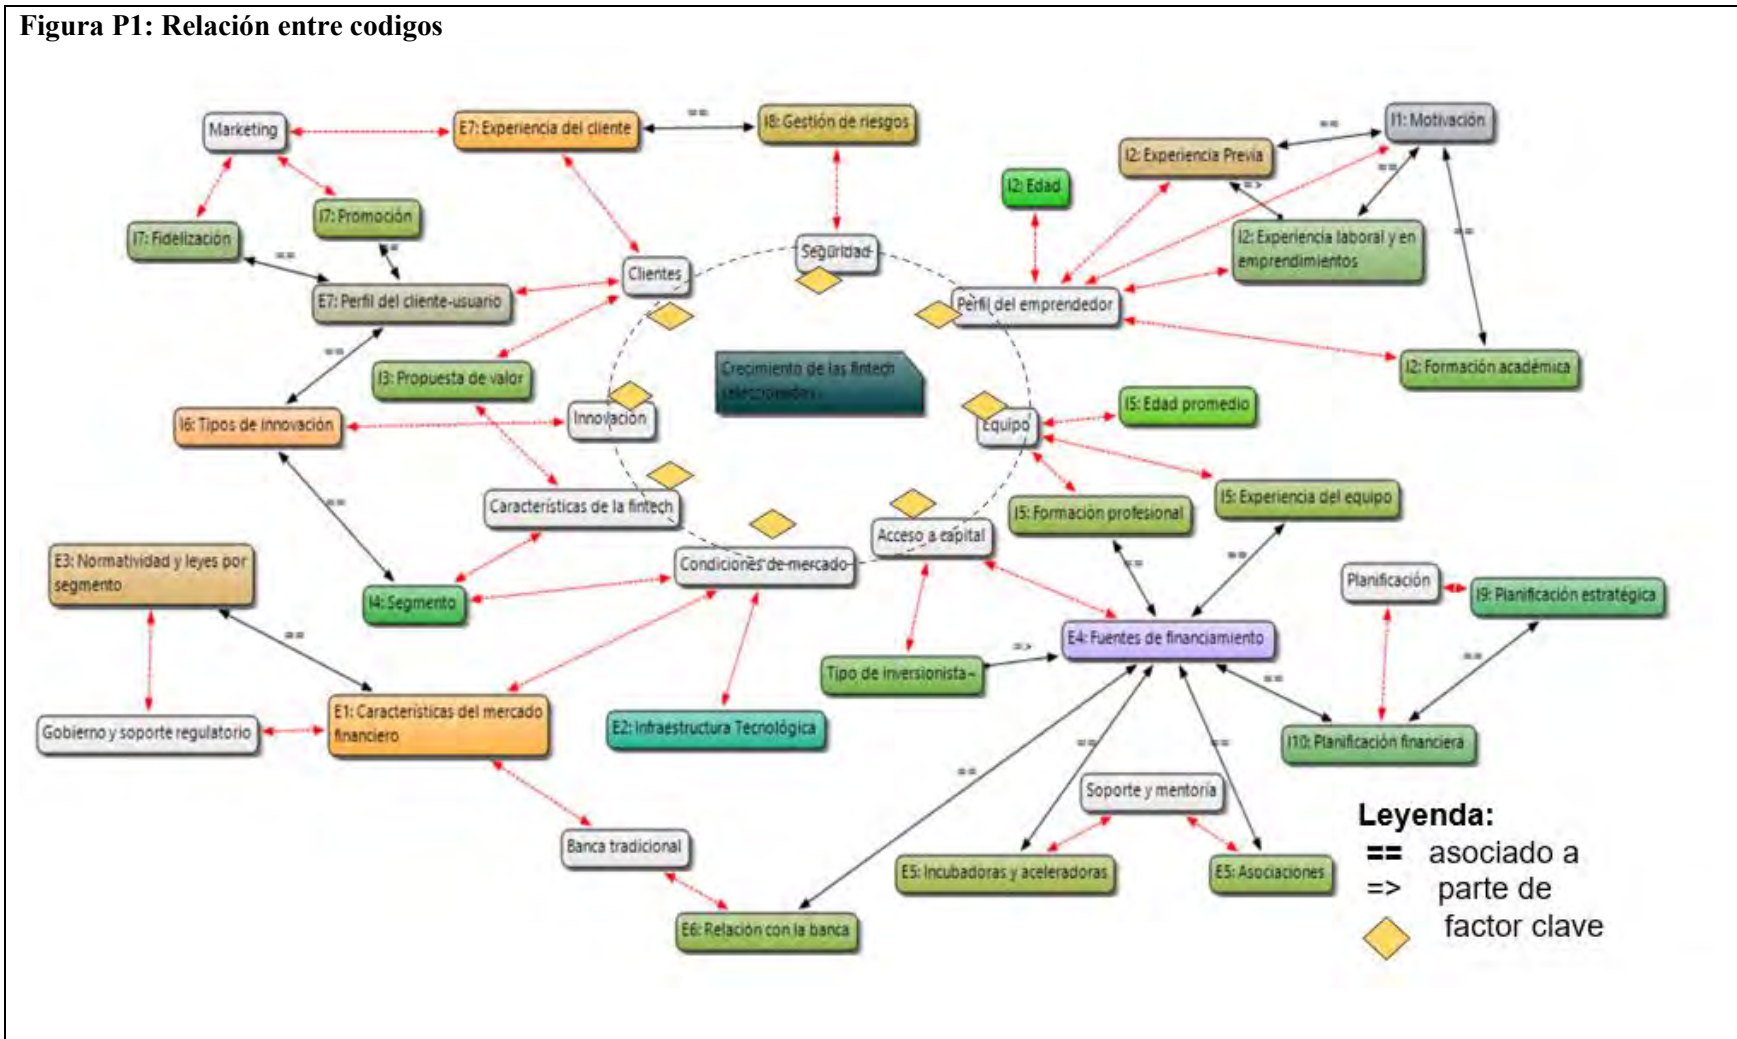 Figura P1: Relación entre codigos
Marketing
E7: Experiencia del cliente
==
I8: Gestión de riesgos
I1: Motivación
==
I2: Experiencia Previa
==
I2: Edad
=>
I7: Promoción
I7: Fidelización
==
==
I2: Experiencia laboral y en
emprendimientos
==
Seguridad
Clientes
E7: Perfil del cliente-usuario
Perfil del emprendedor
==
I3: Propuesta de valor
Crecimiento de las fintech
seleccionadas
I2: Formación académica
I5: Edad promedio
I6: Tipos de innovación
Innovación
Equipo
==
Características de la fintech
I5: Formación profesional
I5: Experiencia del equipo
Acceso a capital
E3: Normatividad y leyes por
segmento
Condiciones de mercado
==
==
Planificación
I9: Planificación estratégica
I4: Segmento
==
E4: Fuentes de financiamiento
=>
==
==
Tipo de inversionista~
E1: Características del mercado
financiero
Gobierno y soporte regulatorio
E2: Infraestructura Tecnológica
I10: Planificación financiera
==
==
==
Soporte y mentoría
Banca tradicional
E5: Incubadoras y aceleradoras
E5: Asociaciones
E6: Relación con la banca
Leyenda:
== asociado a
=> parte de
factor clave